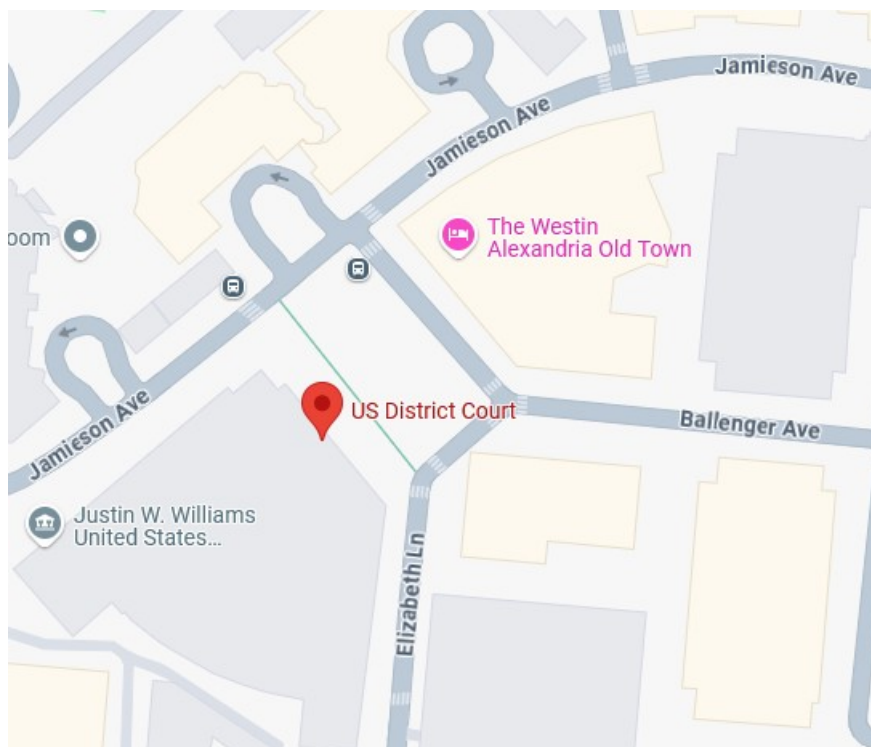 Jamieson Ave
Jamieson Ave
The Westin
Alexandria Old Town
oom
US District Court
Jamieson Ave
Ballenger Ave
Justin W. Williams
United States...
Elizabeth Ln